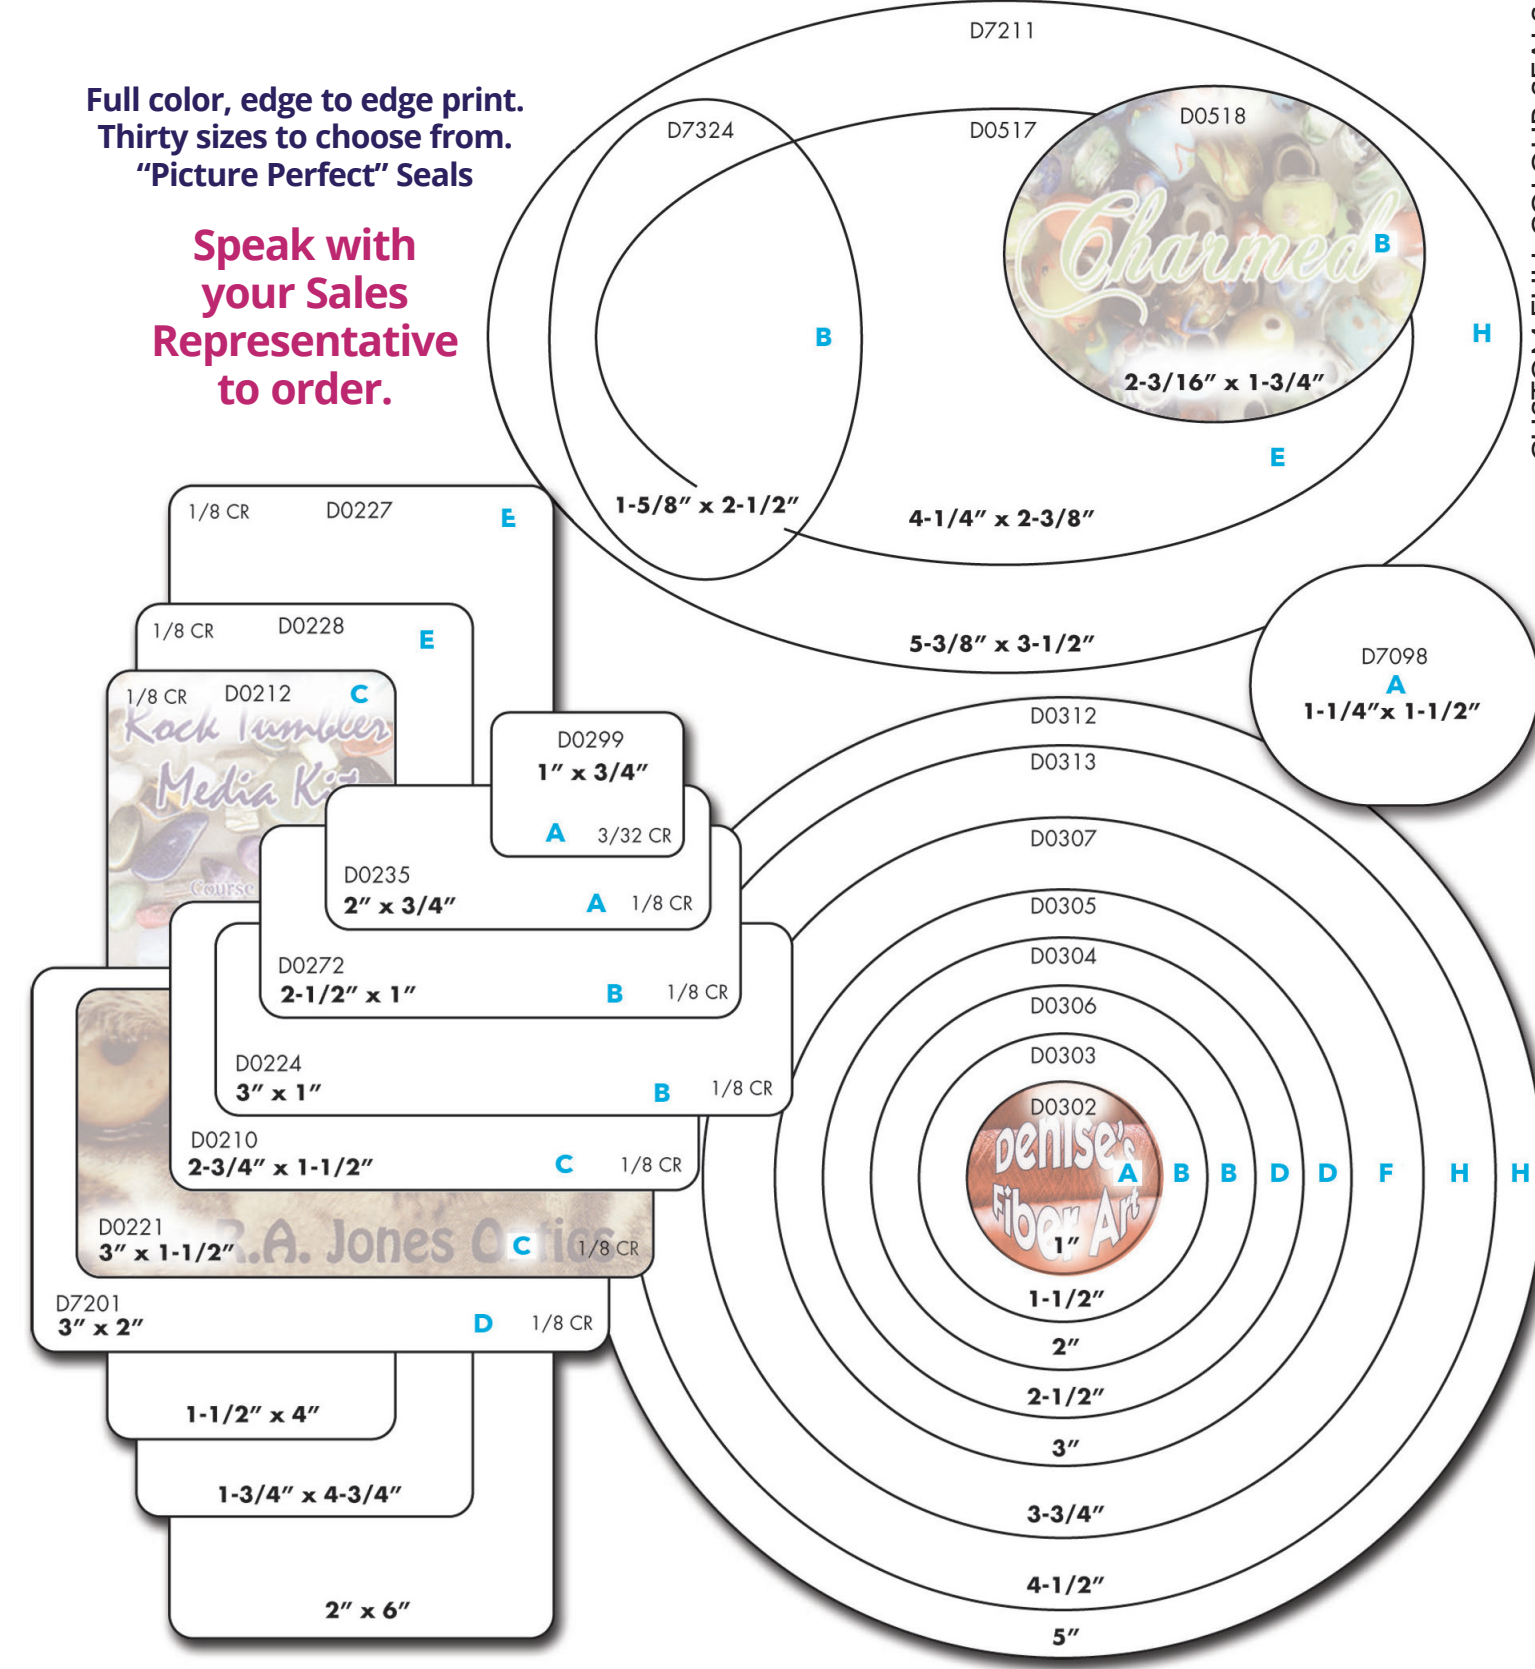 Full color, edge to edge print.
Thirty sizes to choose from.
“Picture Perfect” Seals
Speak with
your Sales
Representative
to order.
D7211
D7324
D0517
D0518
Charmed
B
2-3/16” x 1-3/4”
B
H
E
1-5/8” x 2-1/2”
4-1/4” x 2-3/8”
5-3/8” x 3-1/2”
D7098
A
1-1/4”x 1-1/2”
1/8 CR D0227 E
1/8 CR D0228 E
1/8 CR D0212 C
Rock Tumbler
Media Kit
Course
D0299
1” x 3/4”
A 3/32 CR
D0235
2” x 3/4” A 1/8 CR
D0272
2-1/2” x 1” B 1/8 CR
D0224
3” x 1” B 1/8 CR
D0210
2-3/4” x 1-1/2” C 1/8 CR
D0221
3” x 1-1/2” R.A. Jones Optics C 1/8 CR
D7201
3” x 2” D 1/8 CR
1-1/2” x 4”
1-3/4” x 4-3/4”
2” x 6”
D0312
D0313
D0307
D0305
D0304
D0306
D0303
D0302
Denise’s
Fiber Art
A B B D D F H H
1”
1-1/2”
2”
2-1/2”
3”
3-3/4”
4-1/2”
5”